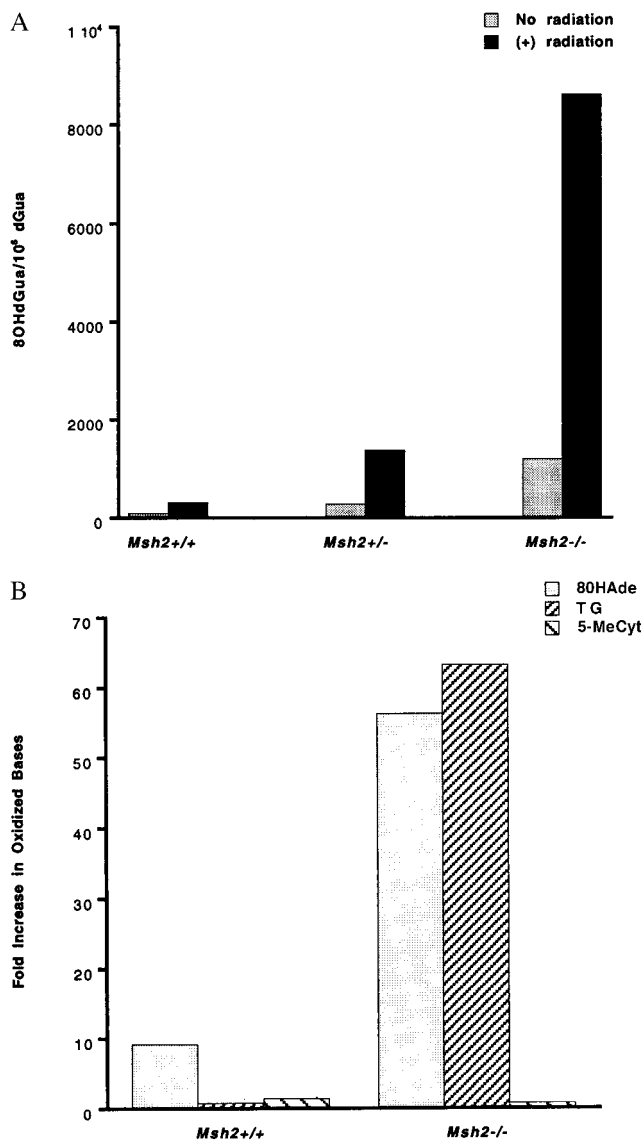 A
No radiation
(+) radiation
1 10⁴
8000
6000
4000
2000
0
8OHdGua/10⁶ dGua
Msh2+/+
Msh2+/-
Msh2-/-
B
80HAde
TG
5-MeCyt
70
60
50
40
30
20
10
0
Fold Increase in Oxidized Bases
Msh2+/+
Msh2-/-